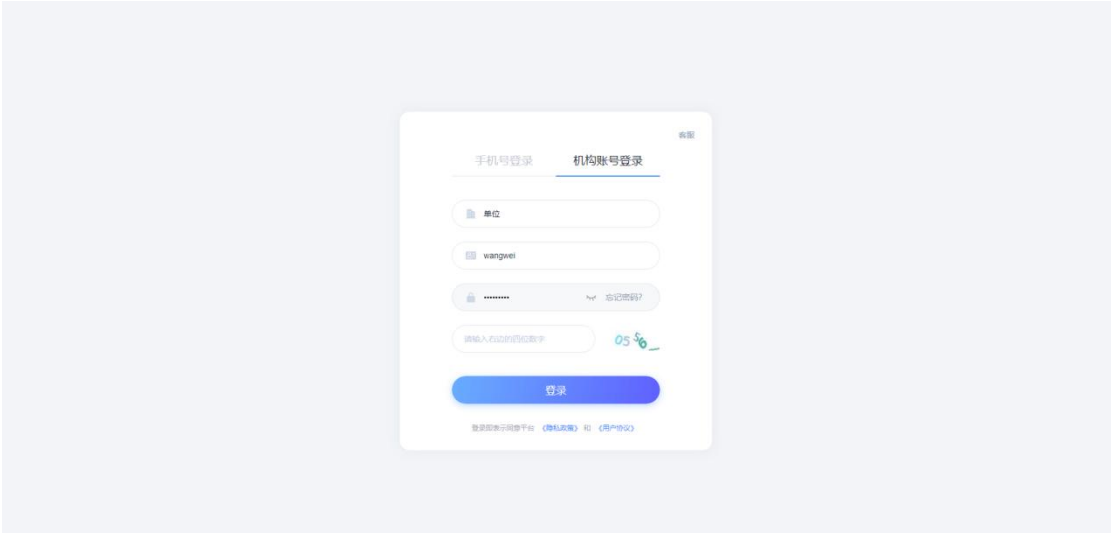 客服
手机号登录 机构账号登录
单位
wangwei
••••••••• 忘记密码?
请输入右边的四位数字
登录
登录即表示同意平台 《隐私政策》 和 《用户协议》